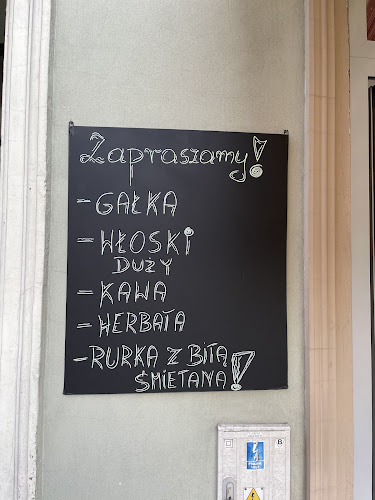 Zapraszamy!
- GAŁKA
= WŁOSKI
DUŻY
= KAWA
= HERBATA
- RURKA Z BITĄ
ŚMIETANĄ!
B